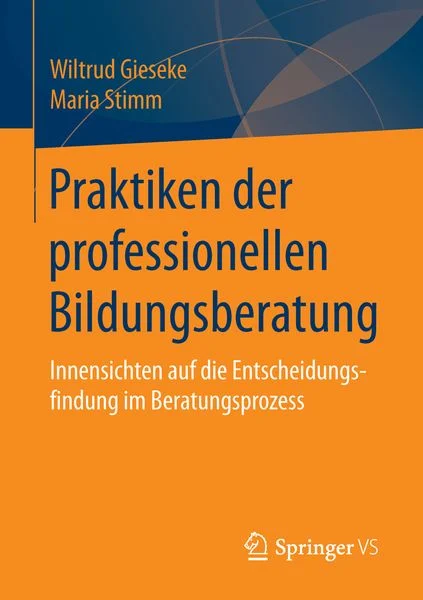 Wiltrud Gieseke
Maria Stimm
Praktiken der
professionellen
Bildungsberatung
Innensichten auf die Entscheidungs-
findung im Beratungsprozess
Springer VS